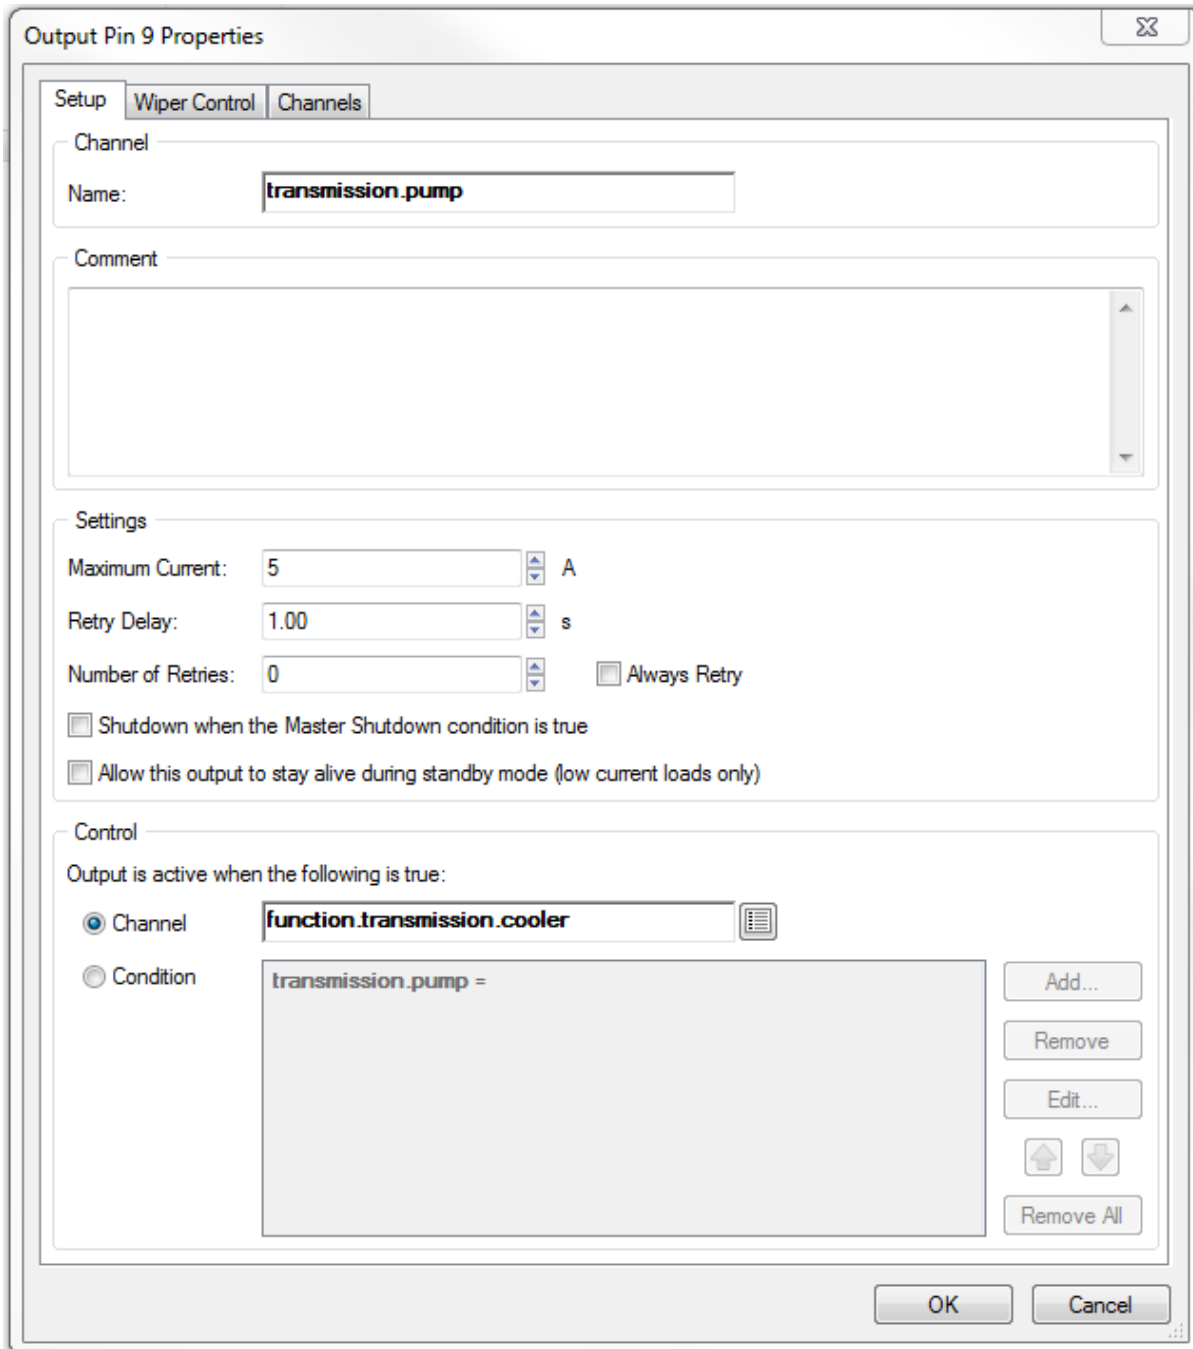 Output Pin 9 Properties
Setup Wiper Control Channels
Channel
Name: transmission.pump
Comment
Settings
Maximum Current: 5 A
Retry Delay: 1.00 s
Number of Retries: 0 Always Retry
Shutdown when the Master Shutdown condition is true
Allow this output to stay alive during standby mode (low current loads only)
Control
Output is active when the following is true:
Channel function.transmission.cooler
Condition transmission.pump = Add...
Remove
Edit...
Remove All
OK Cancel